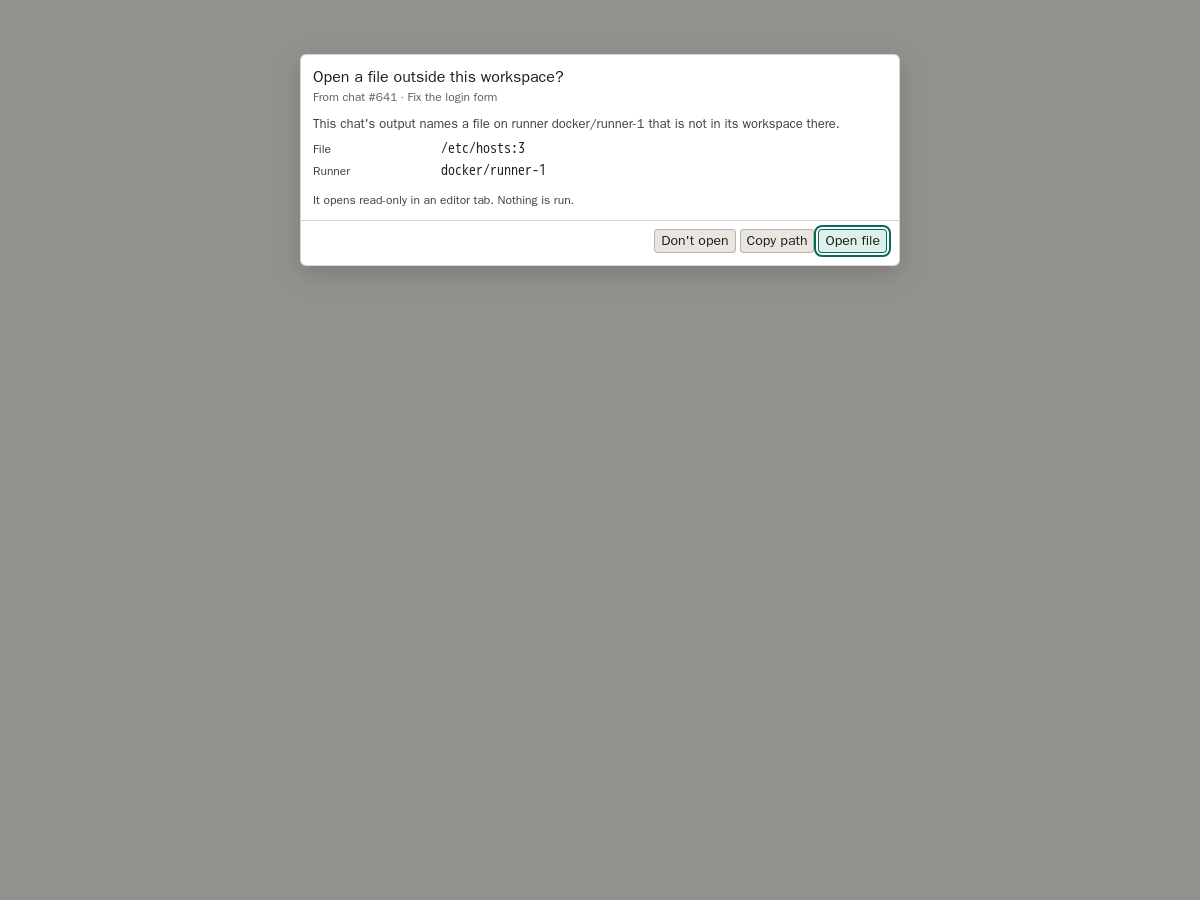 Open a file outside this workspace?
From chat #641 · Fix the login form
This chat's output names a file on runner docker/runner-1 that is not in its workspace there.
File /etc/hosts:3
Runner docker/runner-1
It opens read-only in an editor tab. Nothing is run.
Don't open Copy path Open file